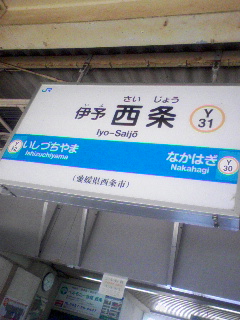 JR
さい じょう
伊予 西条
Iyo-Saijō
Y
31
いしづちやま
Ishizuchiyama
なかはぎ
Nakahagi
Y
30
(愛媛県西条市)